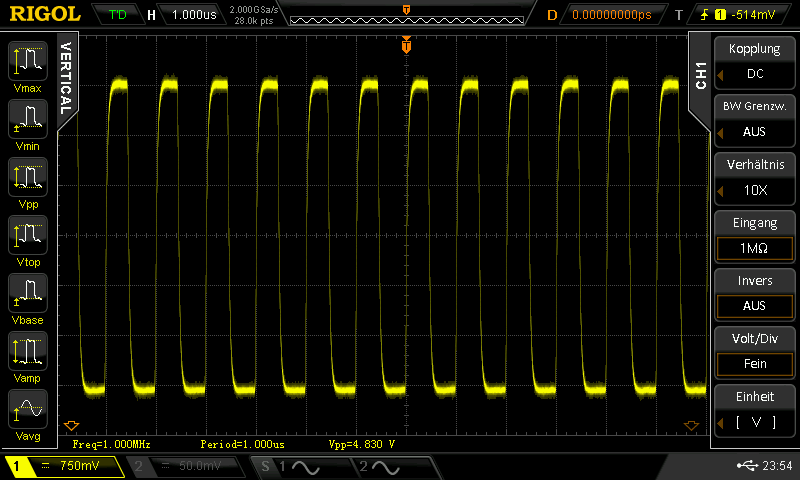 RIGOL T'D H 1.000us 2.000GSa/s 28.0k pts T D 0.00000000ps T 1 -514mV
VERTICAL
Vmax
Vmin
Vpp
Vtop
Vbase
Vamp
Vavg
T
CH1
Kopplung
DC
BW Grenzw.
AUS
Verhältnis
10X
Eingang
1MΩ
Invers
AUS
Volt/Div
Fein
Einheit
[ V ]
Freq=1.000MHz Period=1.000us Vpp=4.830 V
1 750mV 2 50.0mV S 1 2 23:54